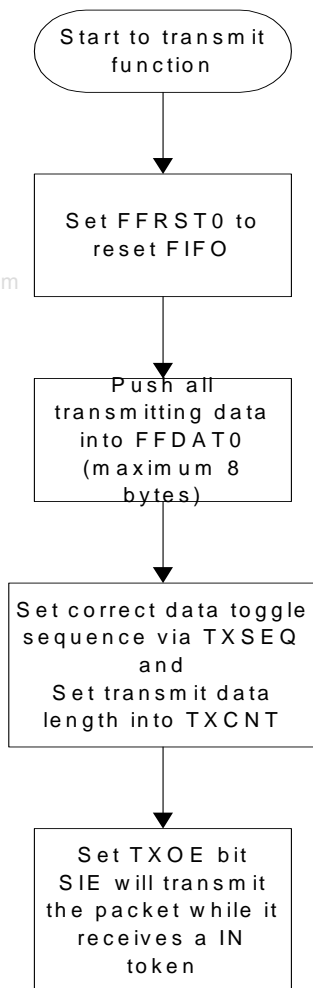 Start to transmit
function
Set FFRST0 to
reset FIFO
m
Push all
transmitting data
into FFDAT0
(maximum 8
bytes)
Set correct data toggle
sequence via TXSEQ
and
Set transmit data
length into TXCNT
Set TXOE bit
SIE will transmit
the packet while it
receives a IN
token